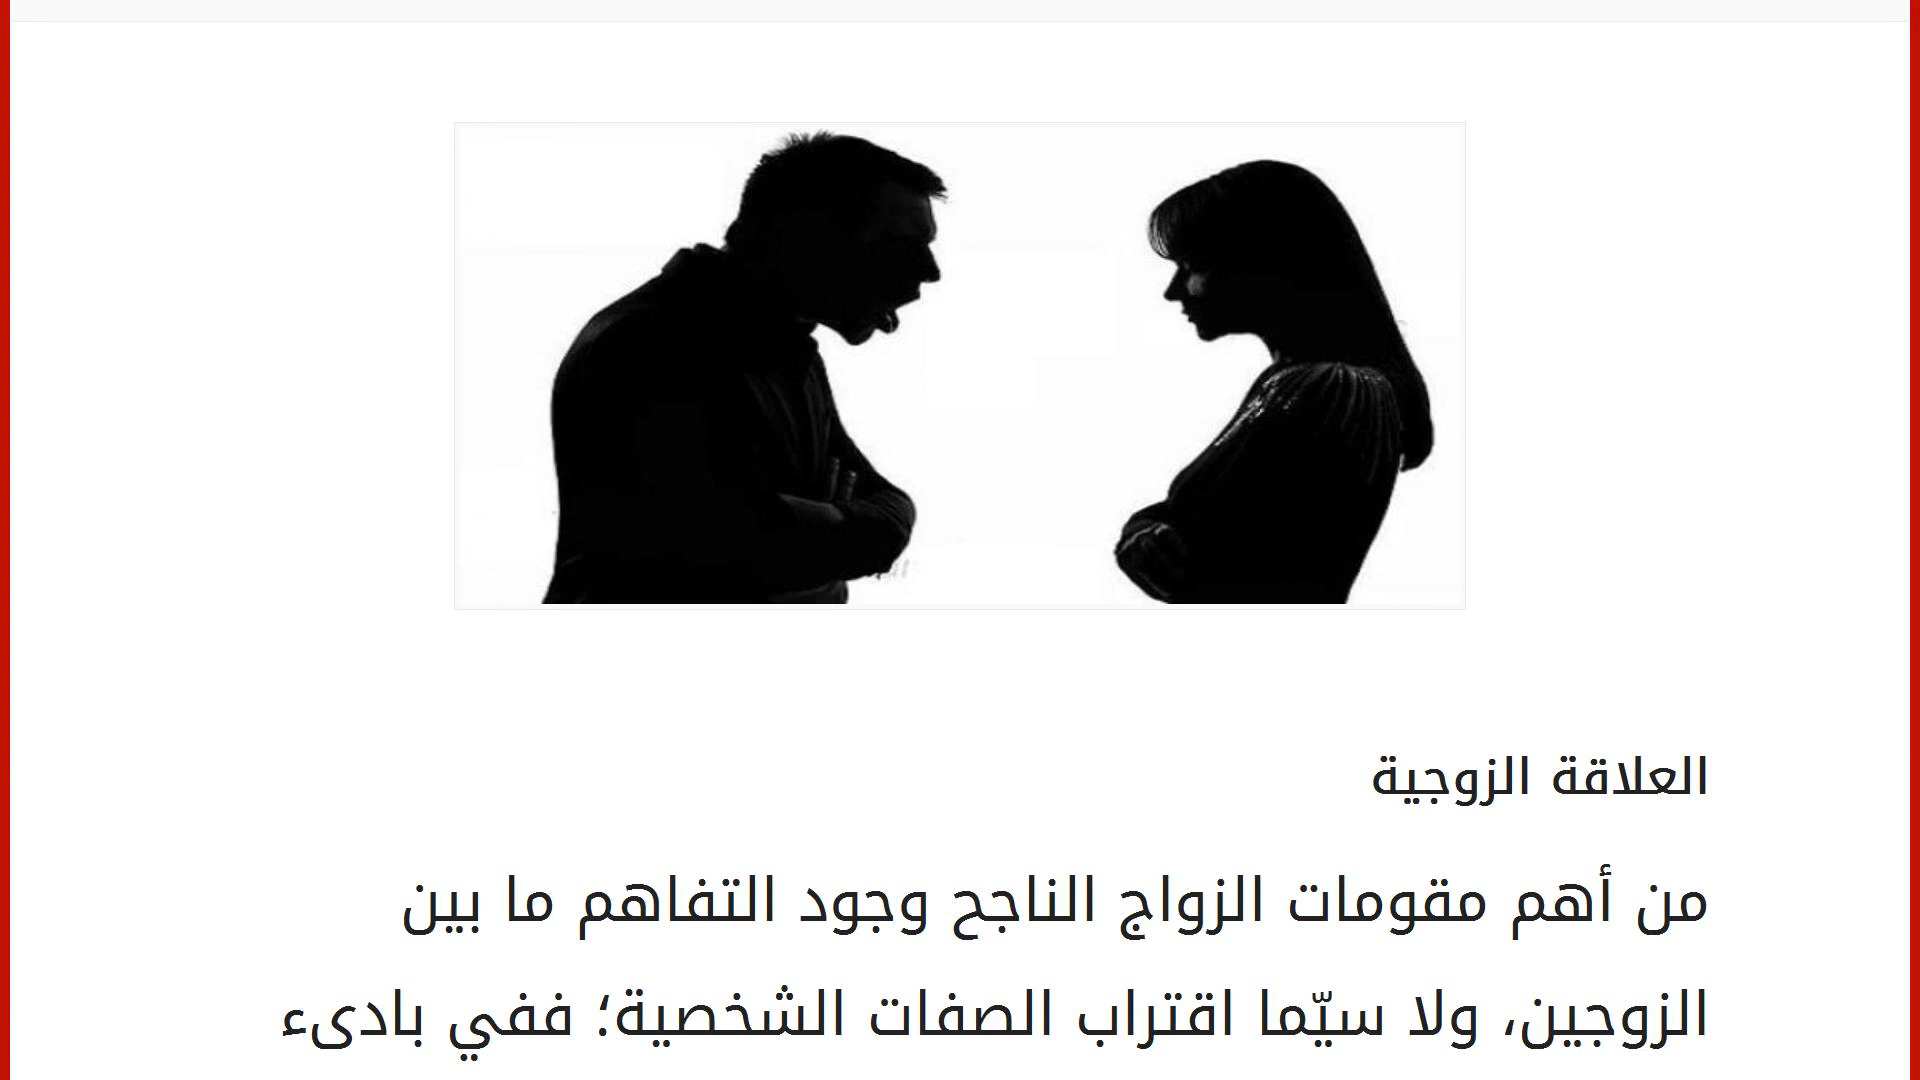 العلاقة الزوجية
من أهم مقومات الزواج الناجح وجود التفاهم ما بين
الزوجين، ولا سيّما اقتراب الصفات الشخصية؛ ففي بادىء